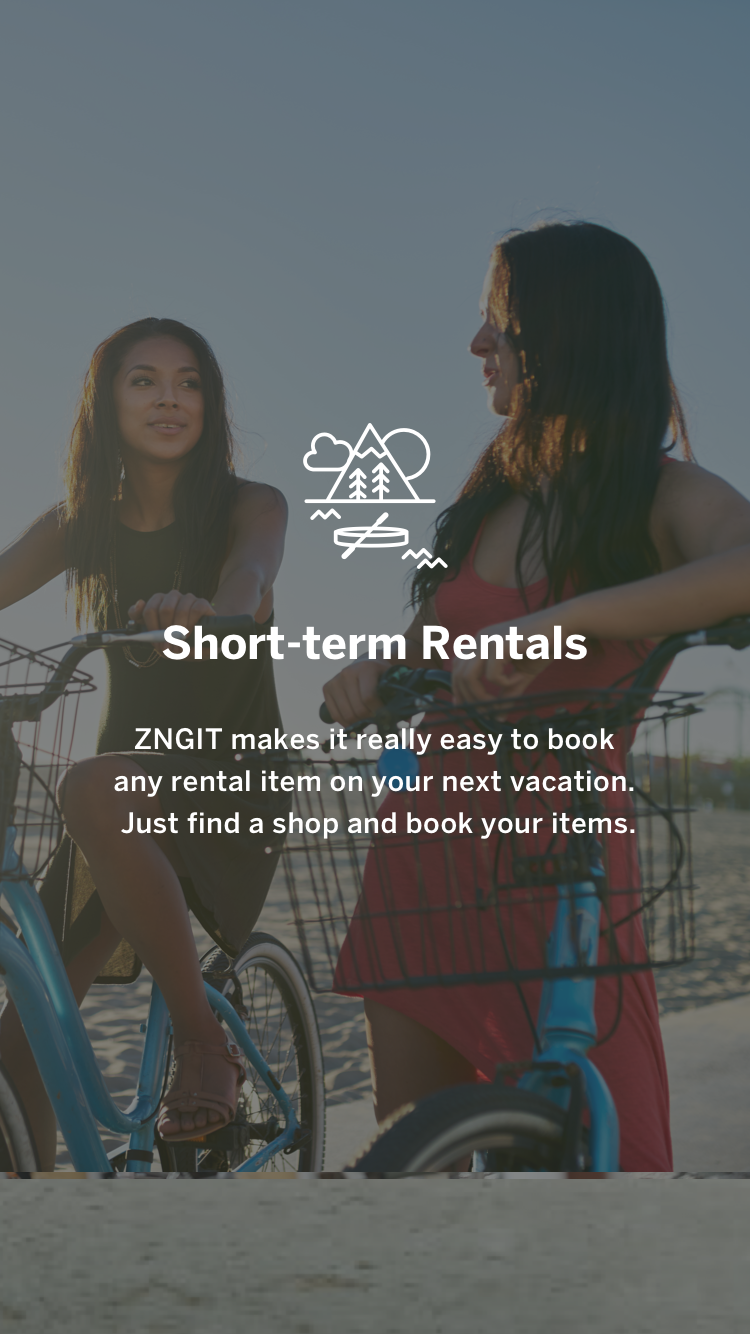 Short-term Rentals
ZNGIT makes it really easy to book
any rental item on your next vacation.
Just find a shop and book your items.